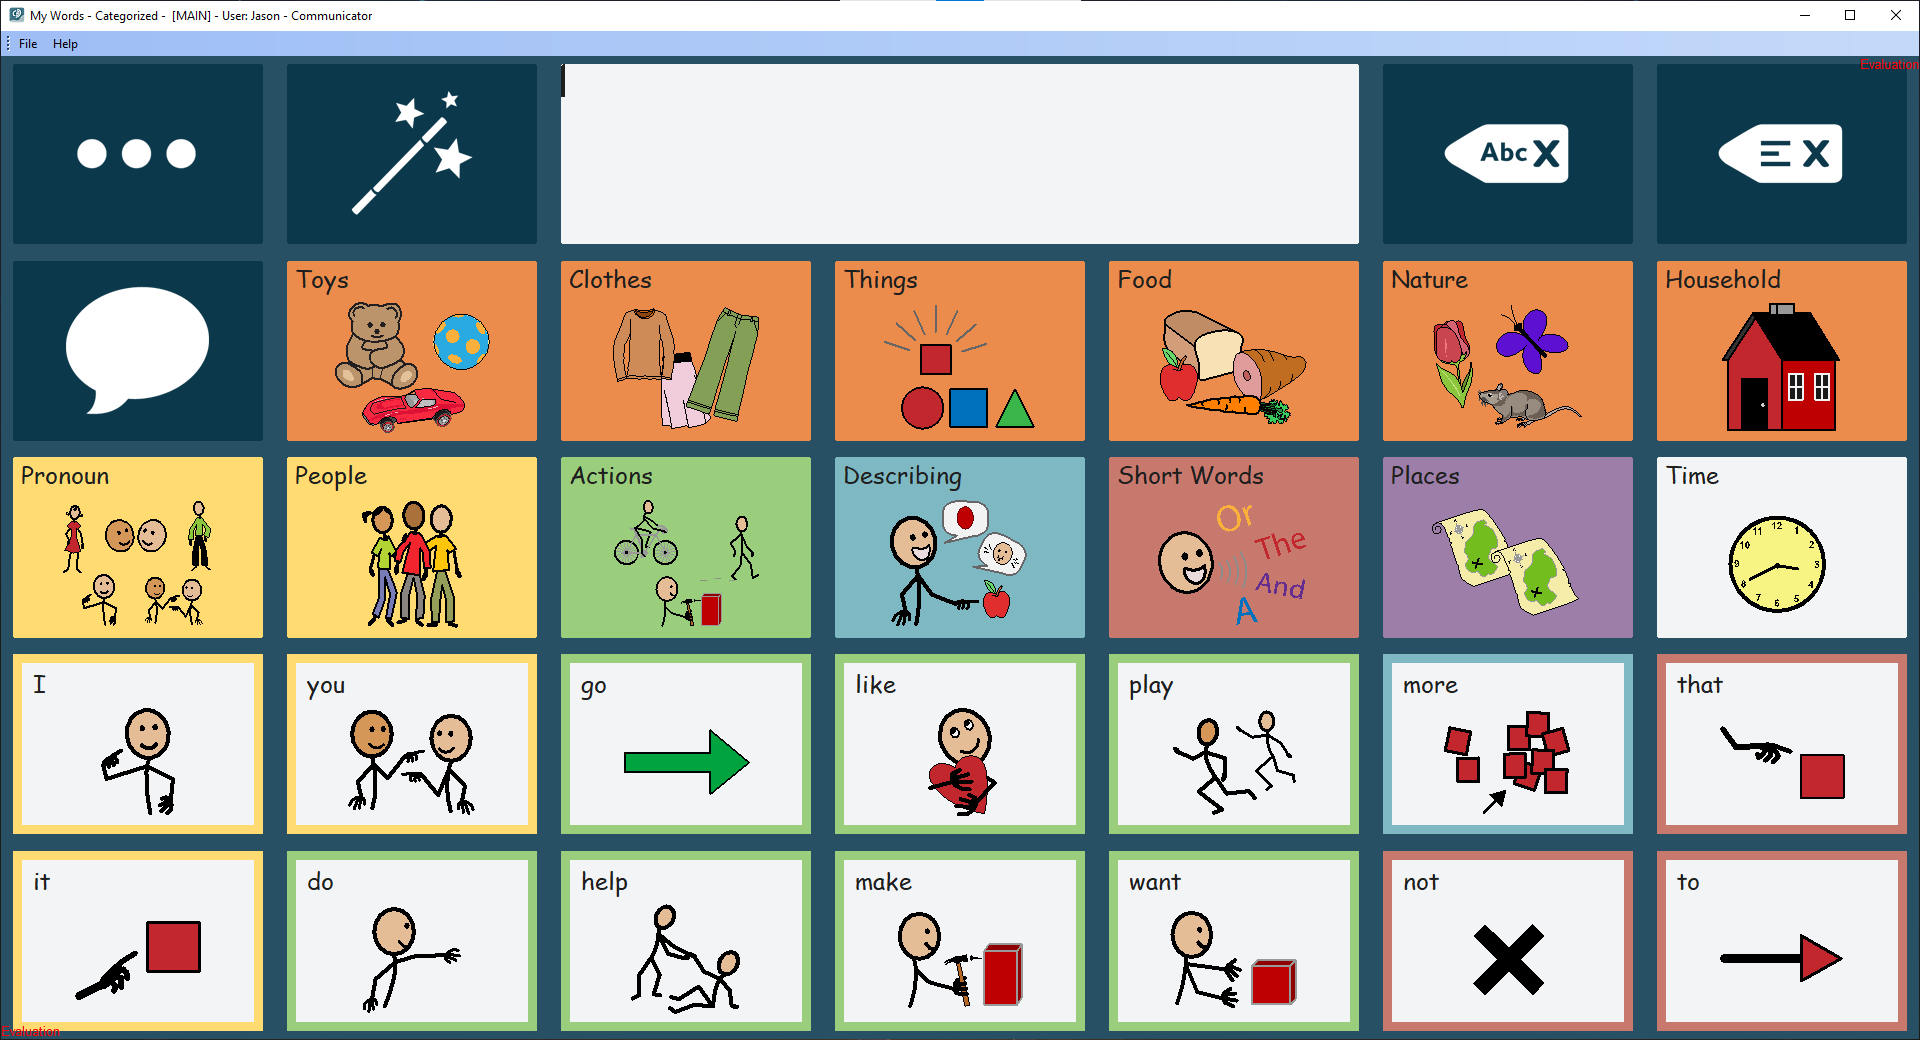 My Words - Categorized - [MAIN] - User: Jason - Communicator
File Help
Evaluation
Abc X
X
Toys
Clothes
Things
Food
Nature
Household
Pronoun
People
Actions
Describing
Short Words
Or
The
And
A
Places
Time
12
11 1
10 2
9 3
8 4
7 5
6
I
you
go
like
play
more
that
it
do
help
make
want
not
to
Evaluation